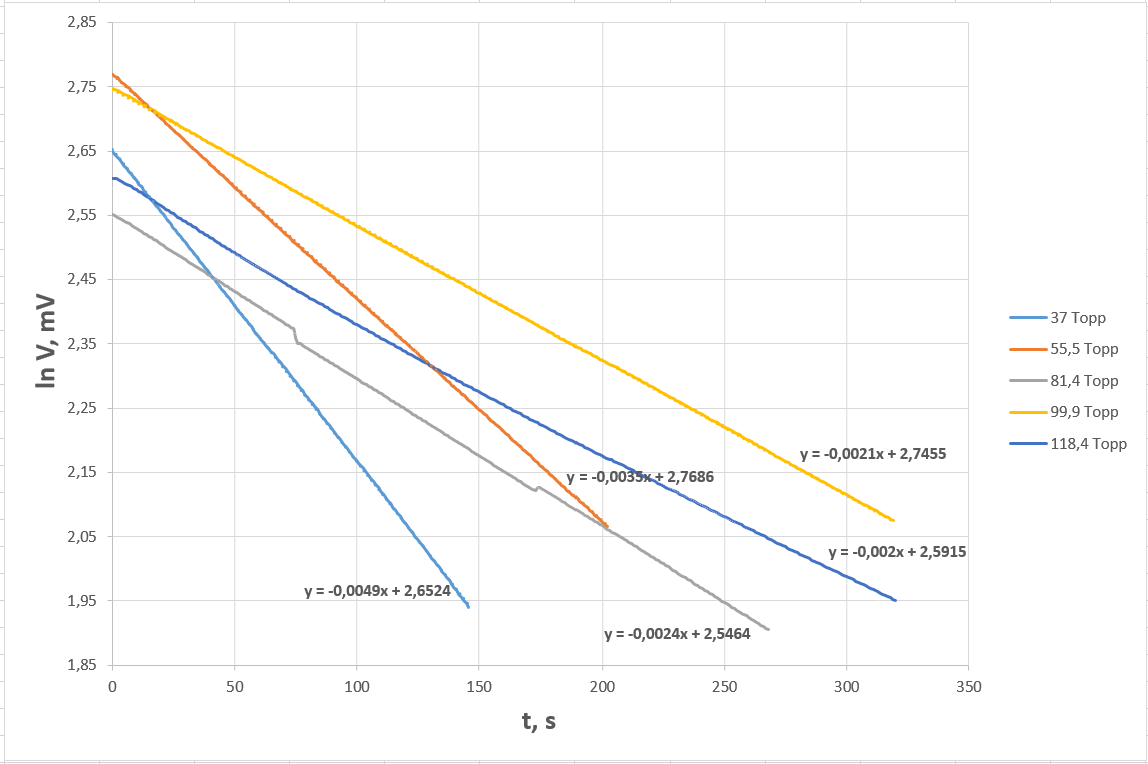 2,85
2,75
2,65
2,55
2,45
2,35
2,25
2,15
2,05
1,95
1,85
ln V, mV
0
50
100
150
200
250
300
350
t, s
y = -0,0021x + 2,7455
y = -0,0035x + 2,7686
y = -0,002x + 2,5915
y = -0,0049x + 2,6524
y = -0,0024x + 2,5464
37 Topp
55,5 Topp
81,4 Topp
99,9 Topp
118,4 Topp